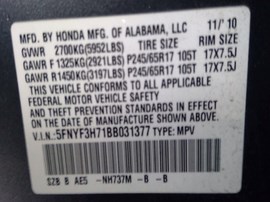 MFD. BY HONDA MFG. OF ALABAMA, LLC 11/'10
GVWR 2700KG(5952LBS) TIRE SIZE RIM SIZE
GAWR F 1325KG(2921LBS) P245/65R17 105T 17X7.5J
GAWR R 1450KG(3197LBS) P245/65R17 105T 17X7.5J
THIS VEHICLE CONFORMS TO ALL APPLICABLE
FEDERAL MOTOR VEHICLE SAFETY STANDARDS
IN EFFECT ON THE DATE OF MANUFACTURE
SHOWN ABOVE.
V.I.N:5FNYF3H71BB031377 TYPE: MPV
SZB B AE5 -NH737M -B -B